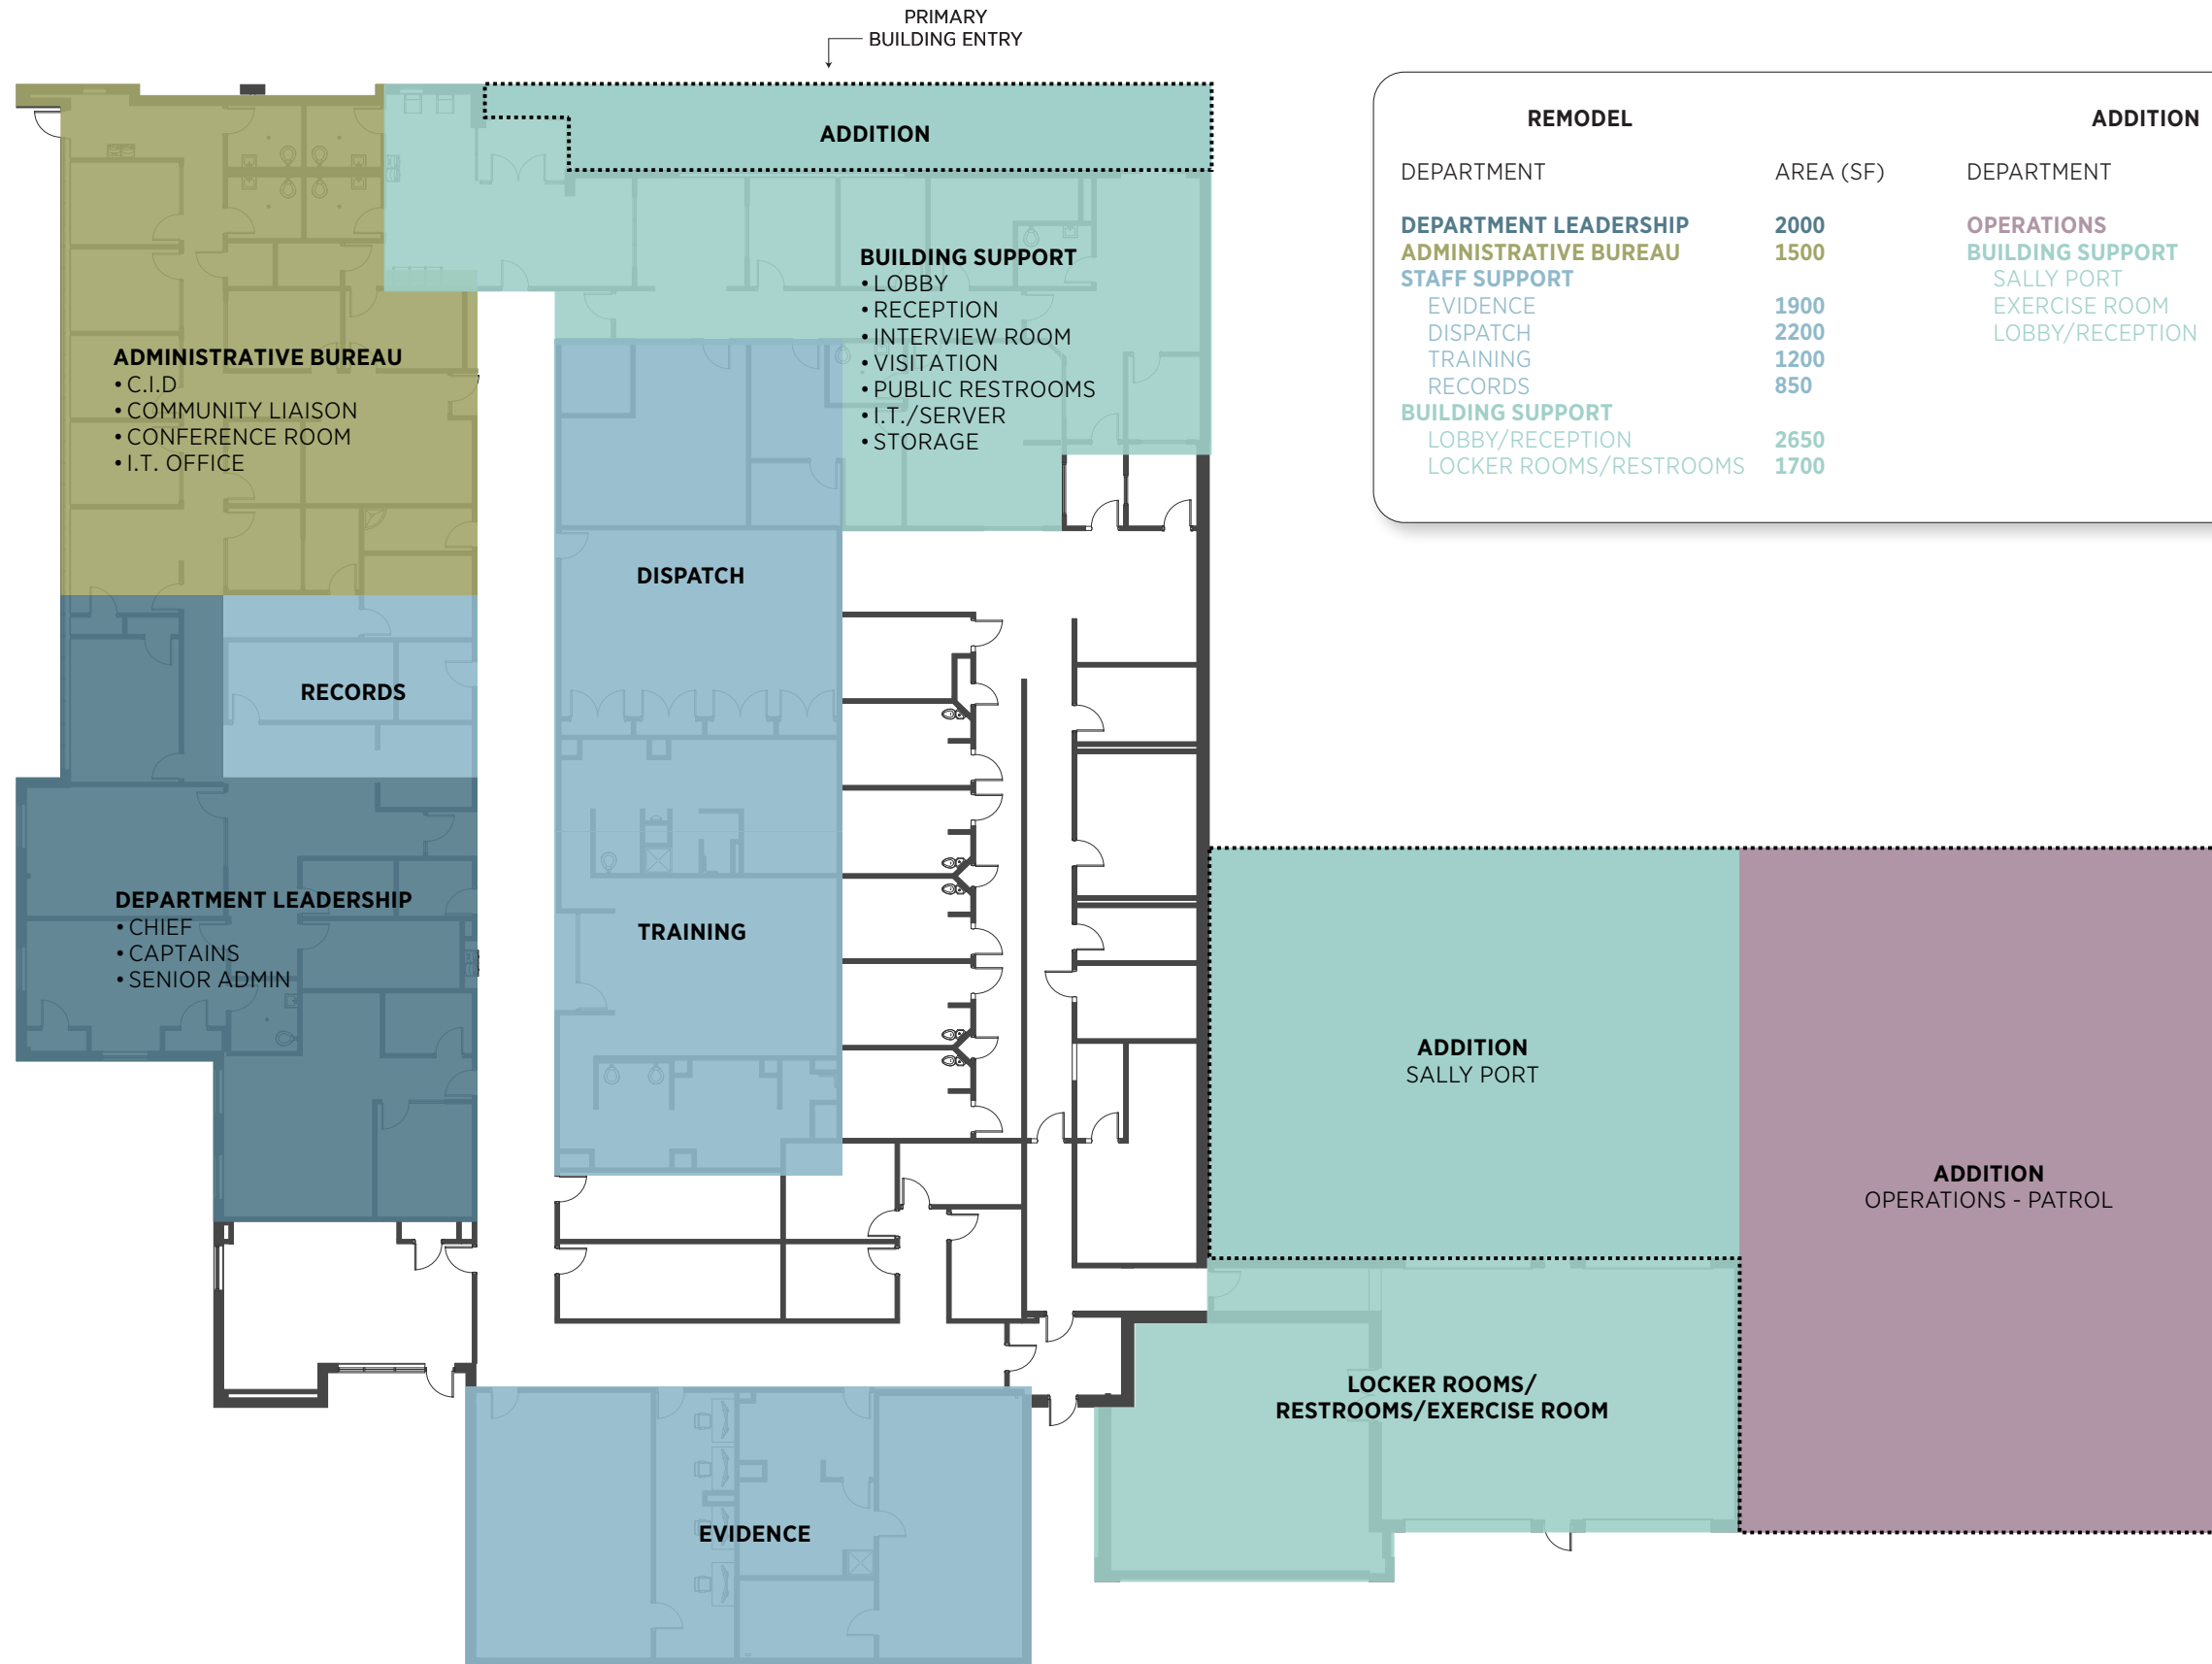 PRIMARY
BUILDING ENTRY
ADDITION
REMODEL
ADDITION
DEPARTMENT AREA (SF) DEPARTMENT
DEPARTMENT LEADERSHIP 2000 OPERATIONS
ADMINISTRATIVE BUREAU 1500 BUILDING SUPPORT
STAFF SUPPORT SALLY PORT
EVIDENCE 1900 EXERCISE ROOM
DISPATCH 2200 LOBBY/RECEPTION
TRAINING 1200
RECORDS 850
BUILDING SUPPORT
LOBBY/RECEPTION 2650
LOCKER ROOMS/RESTROOMS 1700
BUILDING SUPPORT
• LOBBY
• RECEPTION
• INTERVIEW ROOM
• VISITATION
• PUBLIC RESTROOMS
• I.T./SERVER
• STORAGE
ADMINISTRATIVE BUREAU
• C.I.D
• COMMUNITY LIAISON
• CONFERENCE ROOM
• I.T. OFFICE
DISPATCH
RECORDS
DEPARTMENT LEADERSHIP
• CHIEF
• CAPTAINS
• SENIOR ADMIN
TRAINING
ADDITION
SALLY PORT
ADDITION
OPERATIONS - PATROL
LOCKER ROOMS/
RESTROOMS/EXERCISE ROOM
EVIDENCE